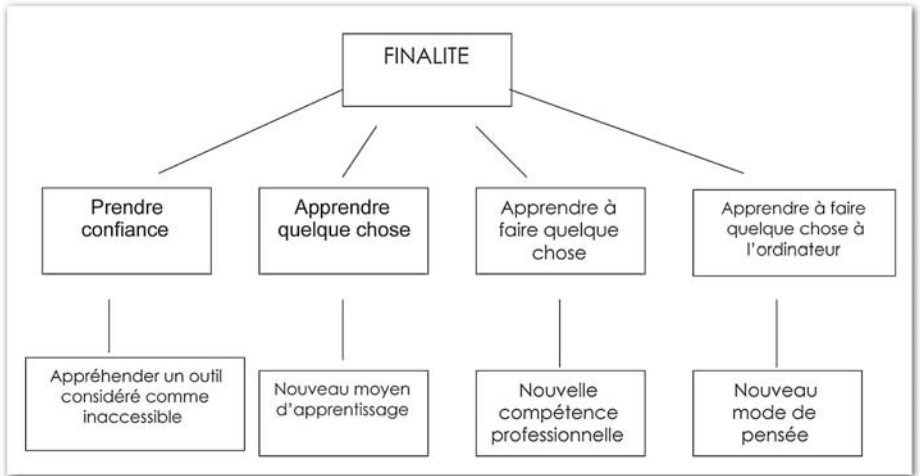 FINALITE
Prendre
confiance
Apprendre
quelque chose
Apprendre à
faire quelque
chose
Apprendre à faire
quelque chose à
l'ordinateur
Appréhender un outil
considéré comme
inaccessible
Nouveau moyen
d'apprentissage
Nouvelle
compétence
professionnelle
Nouveau
mode de
pensée